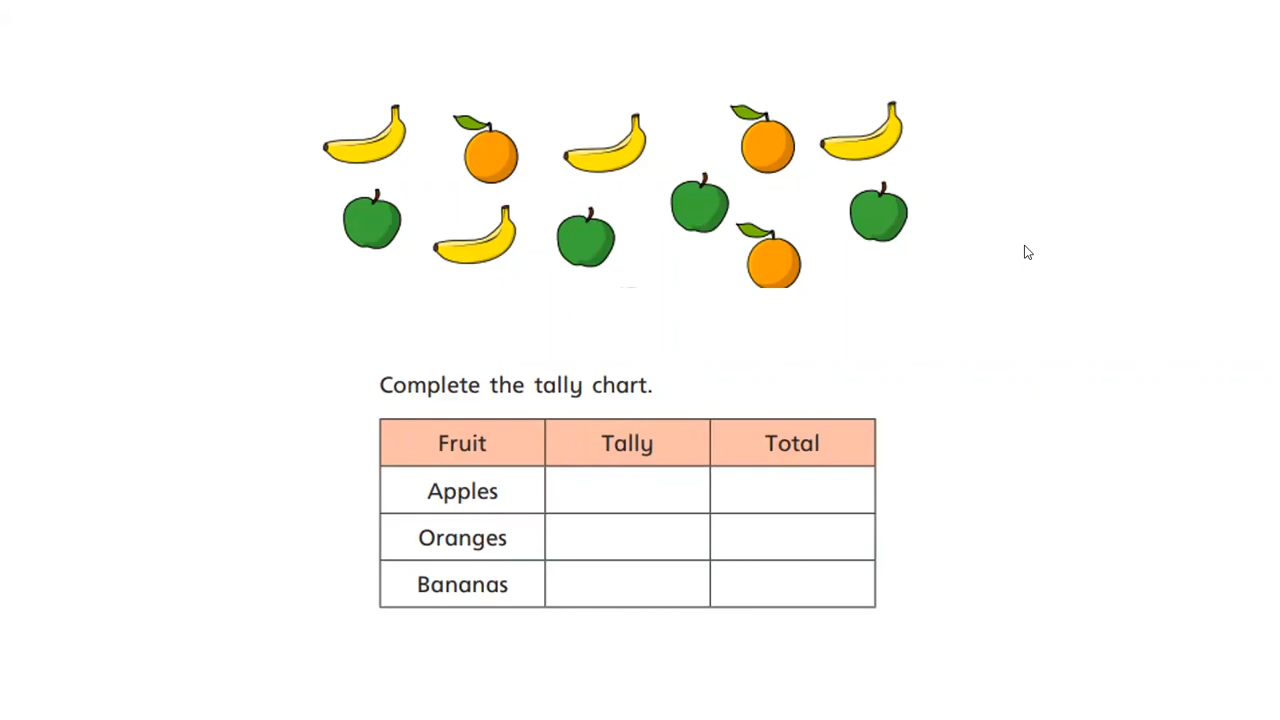 Complete the tally chart.
Fruit Tally Total
Apples
Oranges
Bananas